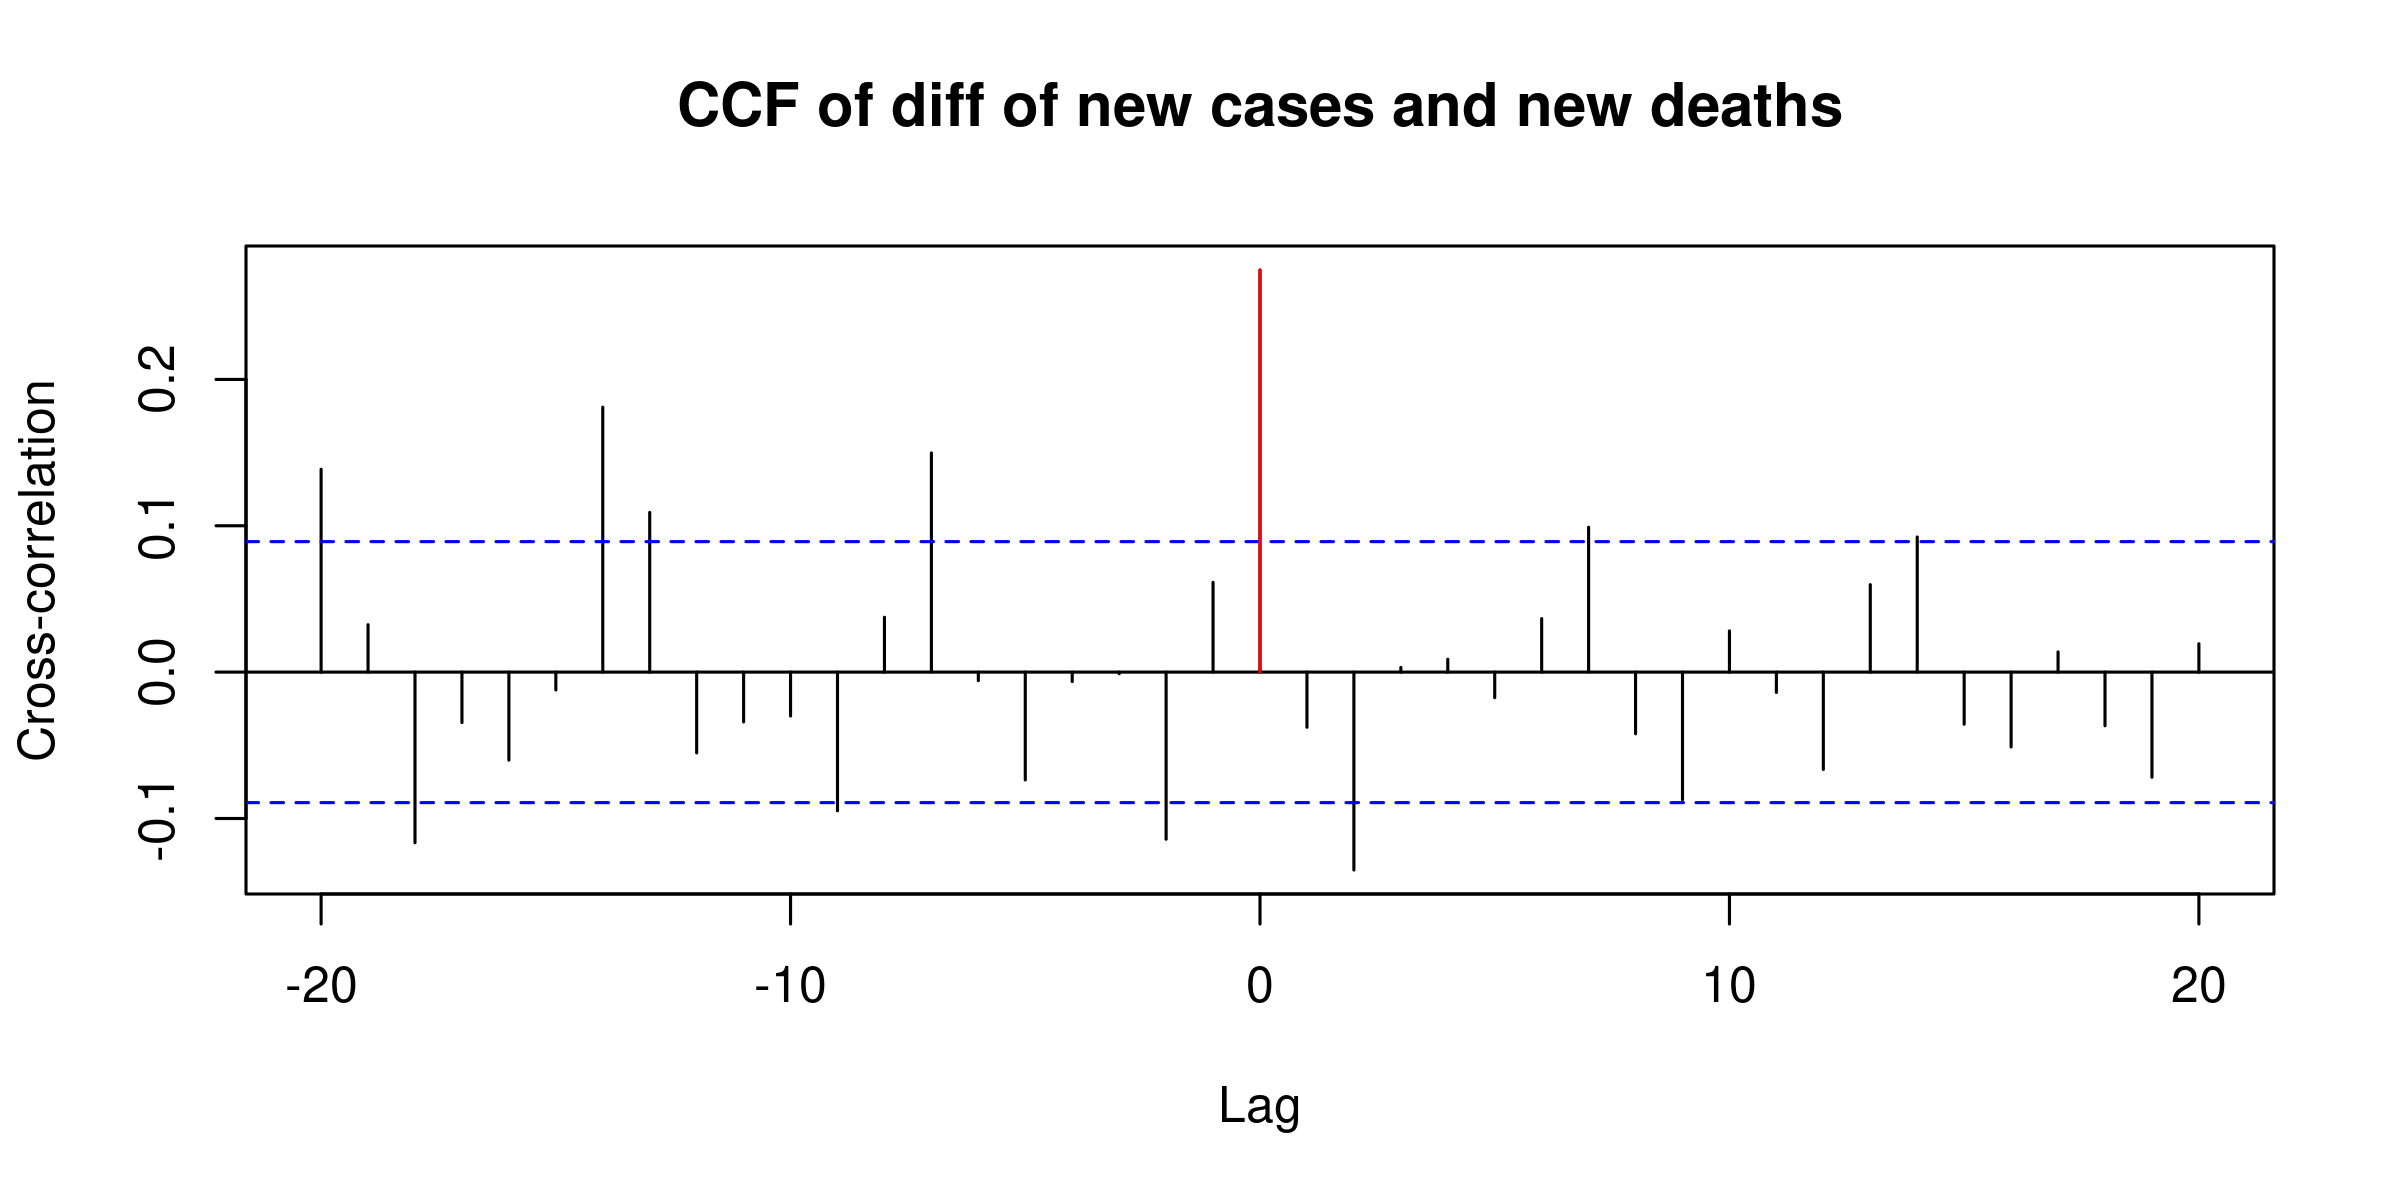 CCF of diff of new cases and new deaths
Cross-correlation
0.2
0.1
0.0
-0.1
-20 -10 0 10 20
Lag